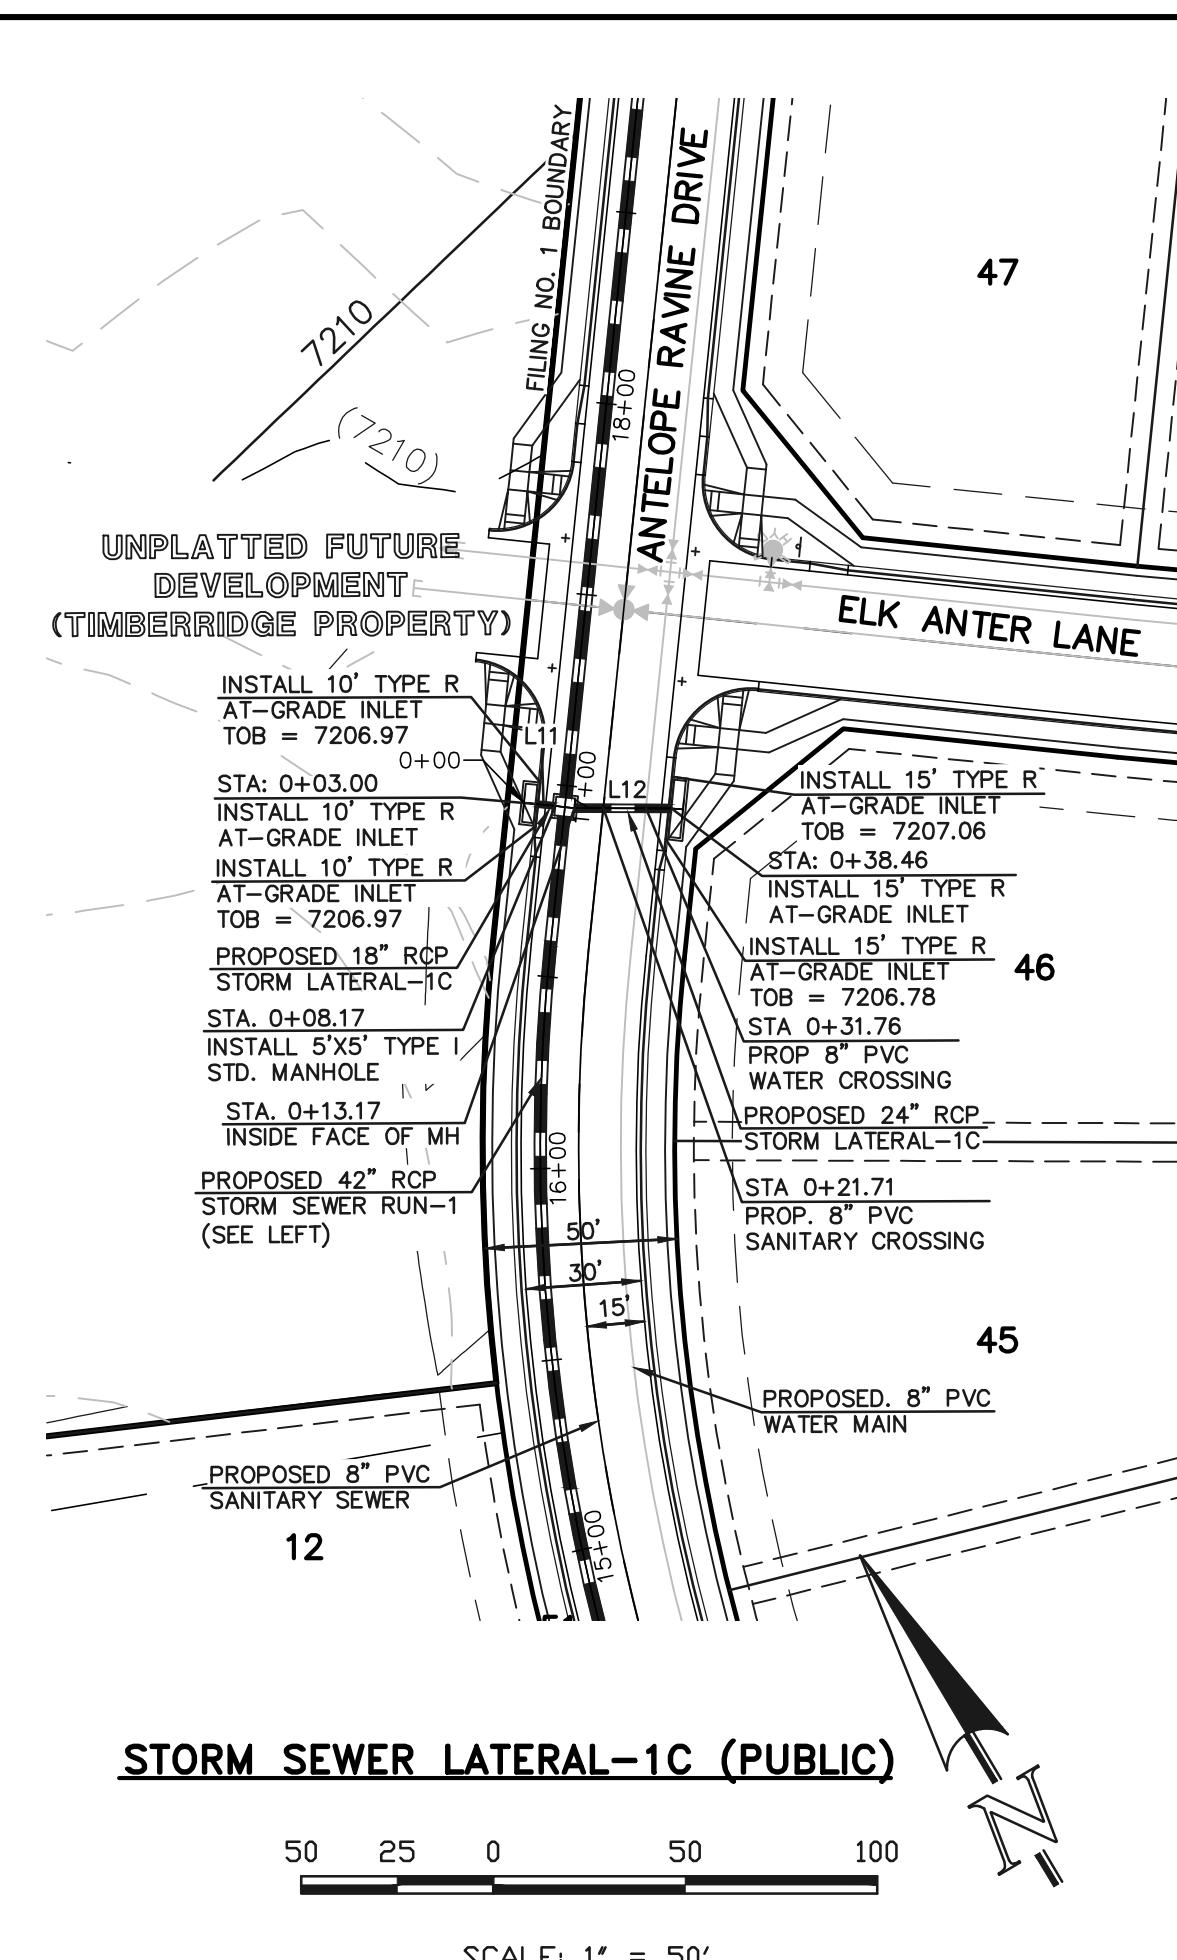 FILING NO. 1 BOUNDARY
ANTELOPE RAVINE DRIVE
47
7210
(7210)
18+00
UNPLATTED FUTURE
DEVELOPMENT
(TIMBERRIDGE PROPERTY)
ELK ANTER LANE
INSTALL 10' TYPE R
AT-GRADE INLET
TOB = 7206.97
L11
0+00
STA: 0+03.00
INSTALL 10' TYPE R
AT-GRADE INLET
INSTALL 10' TYPE R
AT-GRADE INLET
TOB = 7206.97
PROPOSED 18" RCP
STORM LATERAL-1C
STA. 0+08.17
INSTALL 5'X5' TYPE I
STD. MANHOLE
STA. 0+13.17
INSIDE FACE OF MH
PROPOSED 42" RCP
STORM SEWER RUN-1
(SEE LEFT)
+00
L12
INSTALL 15' TYPE R
AT-GRADE INLET
TOB = 7207.06
STA: 0+38.46
INSTALL 15' TYPE R
AT-GRADE INLET
INSTALL 15' TYPE R
AT-GRADE INLET
TOB = 7206.78
46
STA 0+31.76
PROP 8" PVC
WATER CROSSING
PROPOSED 24" RCP
STORM LATERAL-1C
STA 0+21.71
PROP. 8" PVC
SANITARY CROSSING
16+00
50'
30'
15'
45
PROPOSED. 8" PVC
WATER MAIN
PROPOSED 8" PVC
SANITARY SEWER
12
15+00
N
STORM SEWER LATERAL-1C (PUBLIC)
50 25 0 50 100
SCALE: 1" = 50'